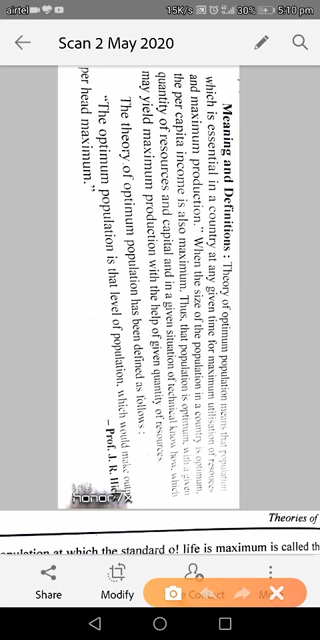 airtel
15K/s
4G
30%
5:10 pm
Scan 2 May 2020
Meaning and Definitions : Theory of optimum population means that population
which is essential in a country at any given time for maximum utilisation of resouces
and maximum production." When the size of the population in a country is optimum,
the per capita income is also maximum. Thus, that population is optimum, with a given
quantity of resources and capital and in a given situation of technical know how, which
may yield maximum production with the help of given quantity of resources
The theory of optimum population has been defined as follows :
"The optimum population is that level of population, which would make
per head maximum."
– Prof. J. R.
honor 7X
Theories of
at which the standard o! life is maximum is called
Share
Modify